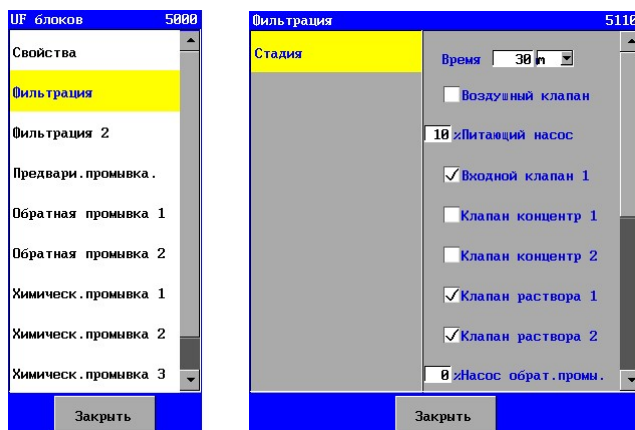 UF блоков 5000
Свойства
Фильтрация
Фильтрация 2
Предвари.промывка.
Обратная промывка 1
Обратная промывка 2
Химическ.промывка 1
Химическ.промывка 2
Химическ.промывка 3
Закрыть
Фильтрация 5110
Стадия
Время 30 m
Воздушный клапан
10 %Питающий насос
Входной клапан 1
Клапан концентр 1
Клапан концентр 2
Клапан раствора 1
Клапан раствора 2
0 %Насос обрат.промы.
Закрыть